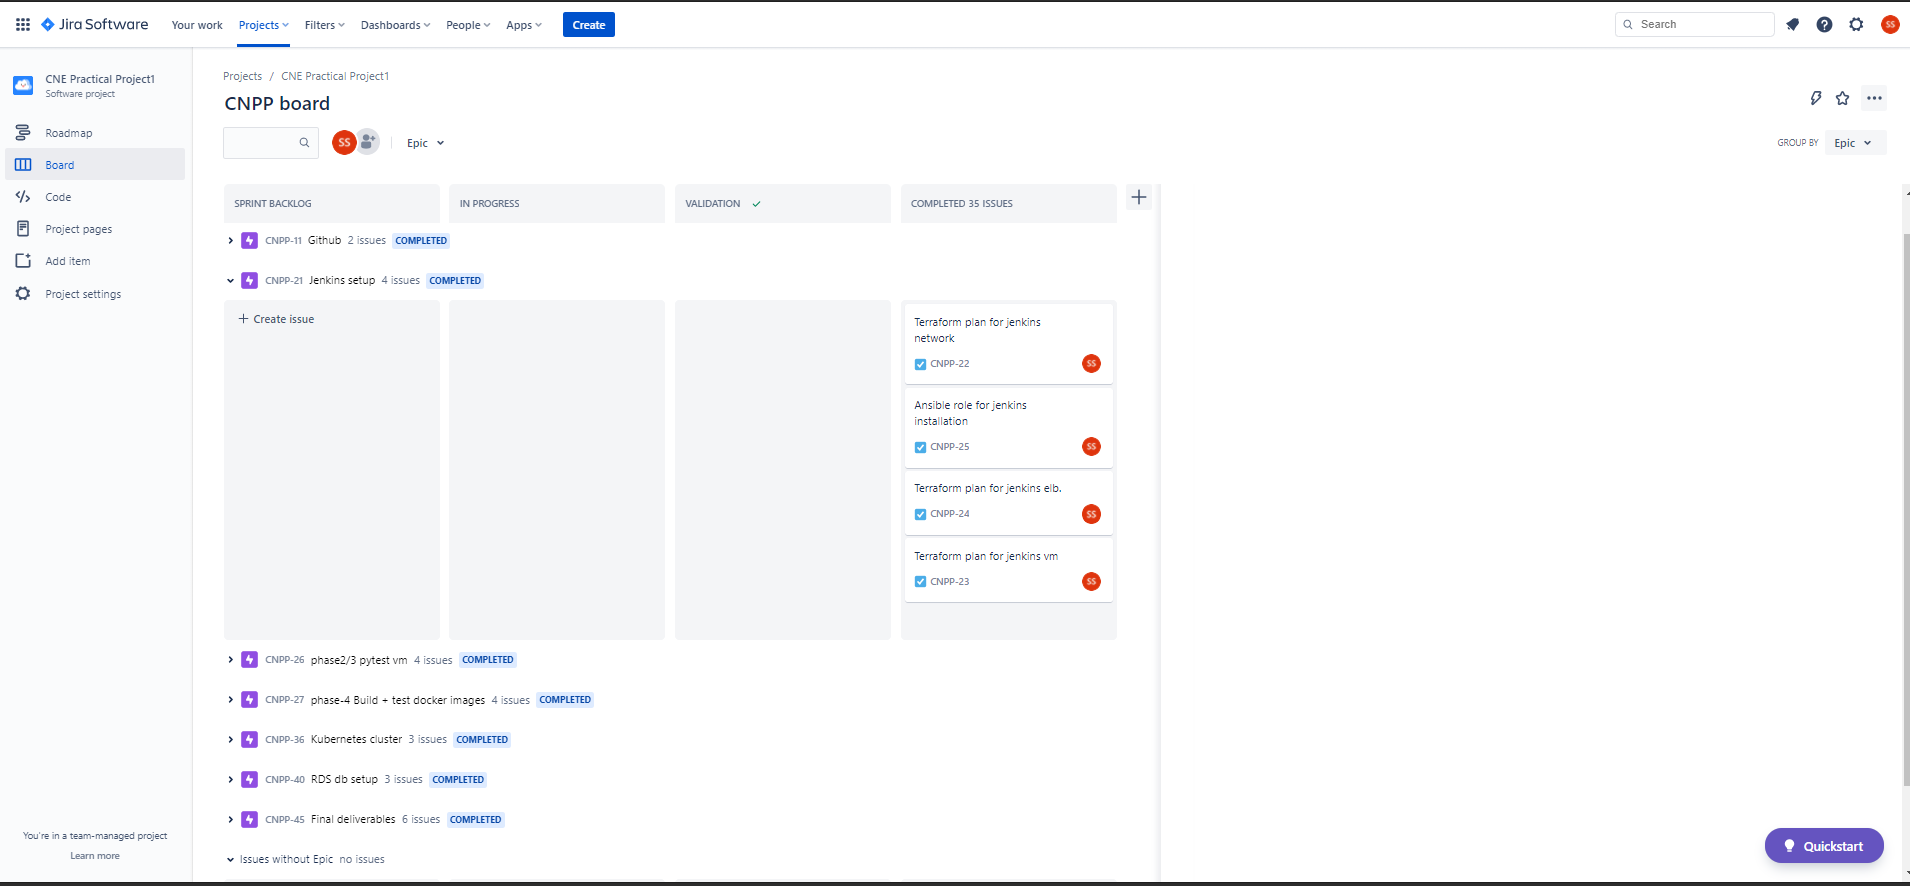 Jira Software
Your work
Projects
Filters
Dashboards
People
Apps
Create
Search
SS
CNE Practical Project1
Software project
Roadmap
Board
Code
Project pages
Add item
Project settings
You're in a team-managed project
Learn more
Projects / CNE Practical Project1
CNPP board
SS
Epic
GROUP BY
Epic
SPRINT BACKLOG
IN PROGRESS
VALIDATION
COMPLETED 35 ISSUES
CNPP-11 Github 2 issues COMPLETED
CNPP-21 Jenkins setup 4 issues COMPLETED
+ Create issue
Terraform plan for jenkins
network
CNPP-22
SS
Ansible role for jenkins
installation
CNPP-25
SS
Terraform plan for jenkins elb.
CNPP-24
SS
Terraform plan for jenkins vm
CNPP-23
SS
CNPP-26 phase2/3 pytest vm 4 issues COMPLETED
CNPP-27 phase-4 Build + test docker images 4 issues COMPLETED
CNPP-36 Kubernetes cluster 3 issues COMPLETED
CNPP-40 RDS db setup 3 issues COMPLETED
CNPP-45 Final deliverables 6 issues COMPLETED
Issues without Epic no issues
Quickstart